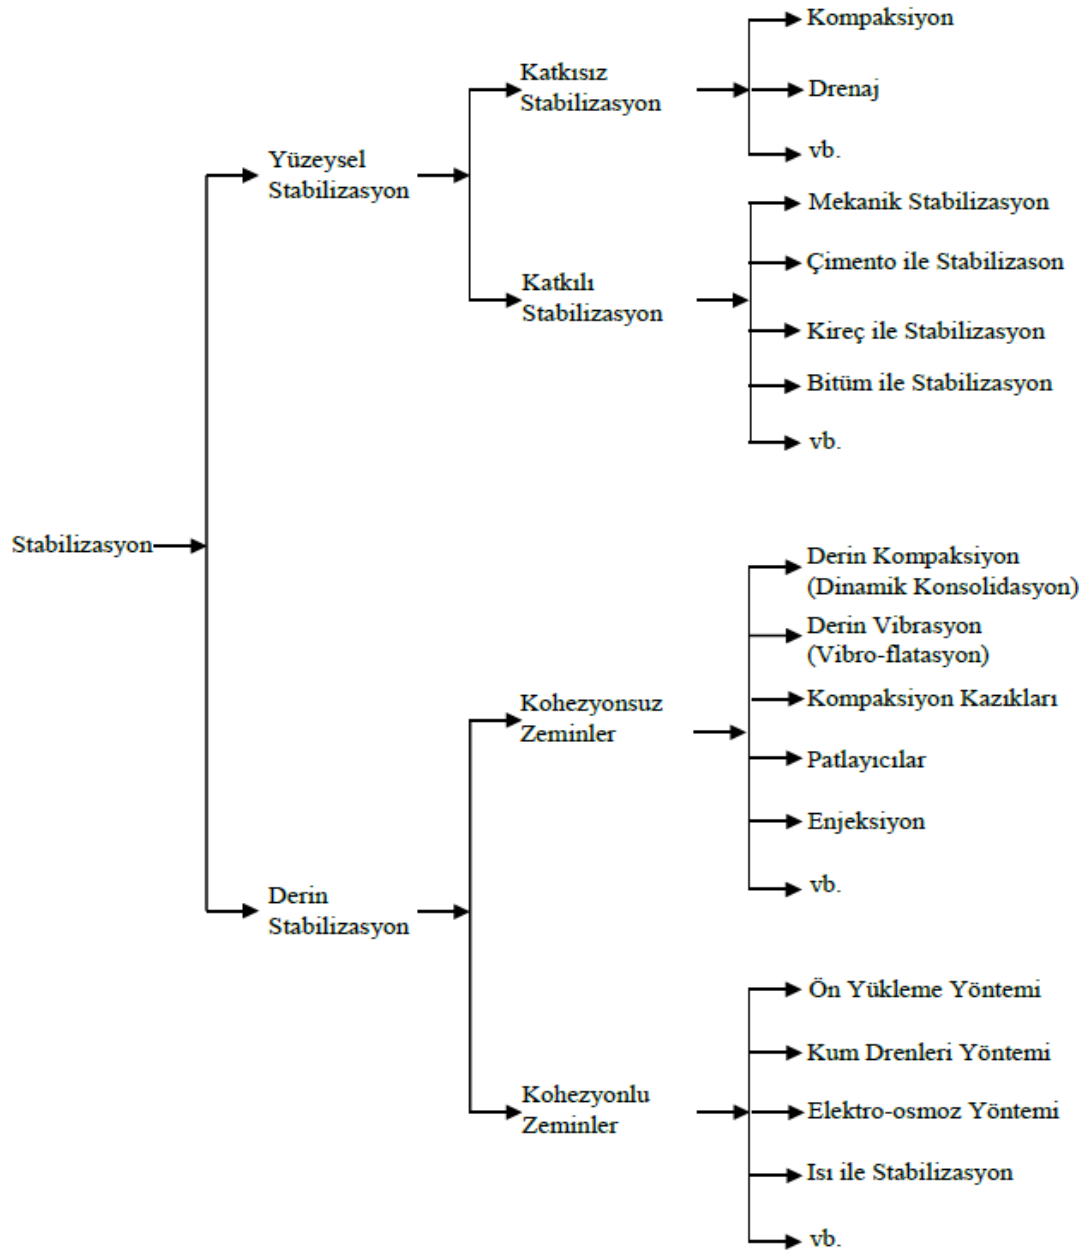 Stabilizasyon
Yüzeysel
Stabilizasyon
Katkısız
Stabilizasyon
Kompaksiyon
Drenaj
vb.
Katkılı
Stabilizasyon
Mekanik Stabilizasyon
Çimento ile Stabilizason
Kireç ile Stabilizasyon
Bitüm ile Stabilizasyon
vb.
Derin
Stabilizasyon
Kohezyonsuz
Zeminler
Derin Kompaksiyon
(Dinamik Konsolidasyon)
Derin Vibrasyon
(Vibro-flatasyon)
Kompaksiyon Kazıkları
Patlayıcılar
Enjeksiyon
vb.
Kohezyonlu
Zeminler
Ön Yükleme Yöntemi
Kum Drenleri Yöntemi
Elektro-osmoz Yöntemi
Isı ile Stabilizasyon
vb.